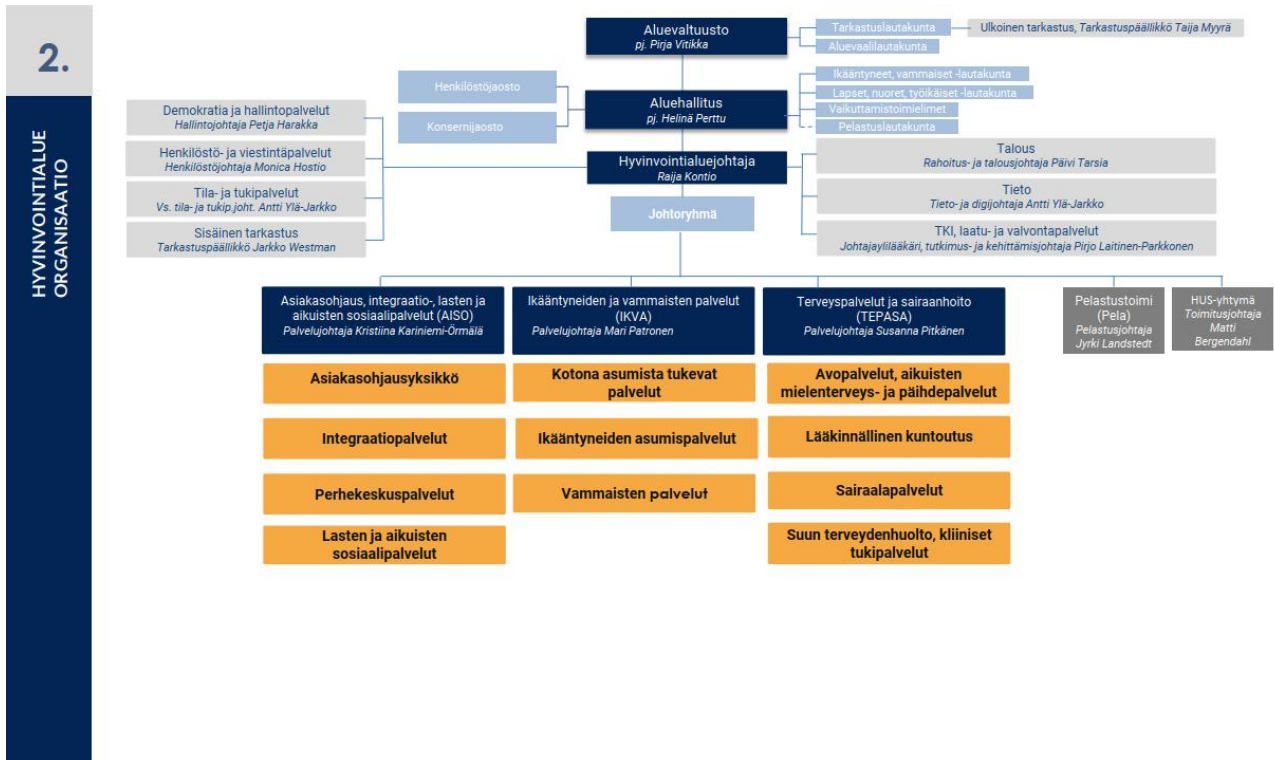 2.
HYVINVOINTIALUE
ORGANISAATIO
Aluevaltuusto
pj. Pirja Vitikka
Tarkastuslautakunta
Aluevaalilautakunta
Ulkoinen tarkastus, Tarkastuspäällikkö Taija Myyrä
Henkilöstöjaosto
Konsernijaosto
Aluehallitus
pj. Helinä Perttu
Ikääntyneet, vammaiset -lautakunta
Lapset, nuoret, työikäiset -lautakunta
Vaikuttamistoimielimet
Pelastuslautakunta
Demokratia ja hallintopalvelut
Hallintojohtaja Petja Harakka
Henkilöstö- ja viestintäpalvelut
Henkilöstöjohtaja Monica Hostio
Tila- ja tukipalvelut
Vs. tila- ja tukip.joht. Antti Ylä-Jarkko
Sisäinen tarkastus
Tarkastuspäällikkö Jarkko Westman
Hyvinvointialuejohtaja
Raija Kontio
Johtoryhmä
Talous
Rahoitus- ja talousjohtaja Päivi Tarsia
Tieto
Tieto- ja digijohtaja Antti Ylä-Jarkko
TKI, laatu- ja valvontapalvelut
Johtajaylilääkäri, tutkimus- ja kehittämisjohtaja Pirjo Laitinen-Parkkonen
Asiakasohjaus, integraatio-, lasten ja
aikuisten sosiaalipalvelut (AISO)
Palvelujohtaja Kristiina Kariniemi-Örmälä
Asiakasohjausyksikkö
Integraatiopalvelut
Perhekeskuspalvelut
Lasten ja aikuisten
sosiaalipalvelut
Ikääntyneiden ja vammaisten palvelut
(IKVA)
Palvelujohtaja Mari Patronen
Kotona asumista tukevat
palvelut
Ikääntyneiden asumispalvelut
Vammaisten palvelut
Terveyspalvelut ja sairaanhoito
(TEPASA)
Palvelujohtaja Susanna Pitkänen
Avopalvelut, aikuisten
mielenterveys- ja päihdepalvelut
Lääkinnällinen kuntoutus
Sairaalapalvelut
Suun terveydenhuolto, kliiniset
tukipalvelut
Pelastustoimi
(Pela)
Pelastusjohtaja
Jyrki Landstedt
HUS-yhtymä
Toimitusjohtaja
Matti
Bergendahl